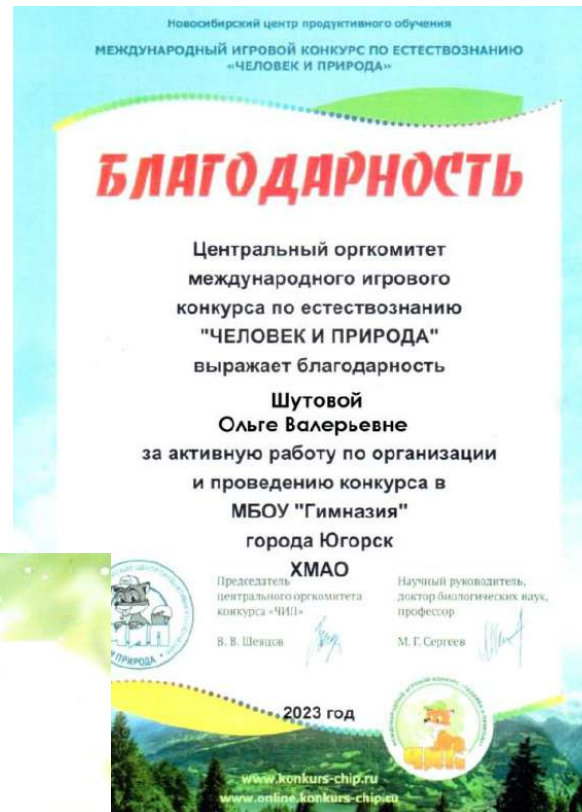 Новосибирский центр продуктивного обучения
МЕЖДУНАРОДНЫЙ ИГРОВОЙ КОНКУРС ПО ЕСТЕСТВОЗНАНИЮ
«ЧЕЛОВЕК И ПРИРОДА»
БЛАГОДАРНОСТЬ
Центральный оргкомитет
международного игрового
конкурса по естествознанию
"ЧЕЛОВЕК И ПРИРОДА"
выражает благодарность
Шутовой
Ольге Валерьевне
за активную работу по организации
и проведению конкурса в
МБОУ "Гимназия"
города Югорск
ХМАО
Председатель
центрального оргкомитета
конкурса «ЧИП»
В. В. Шевцов
Научный руководитель,
доктор биологических наук,
профессор
М. Г. Сергеев
ЧИП
ПРИРОДА
2023 год
ЧИП
www.konkurs-chip.ru
www.online.konkurs-chip.ru